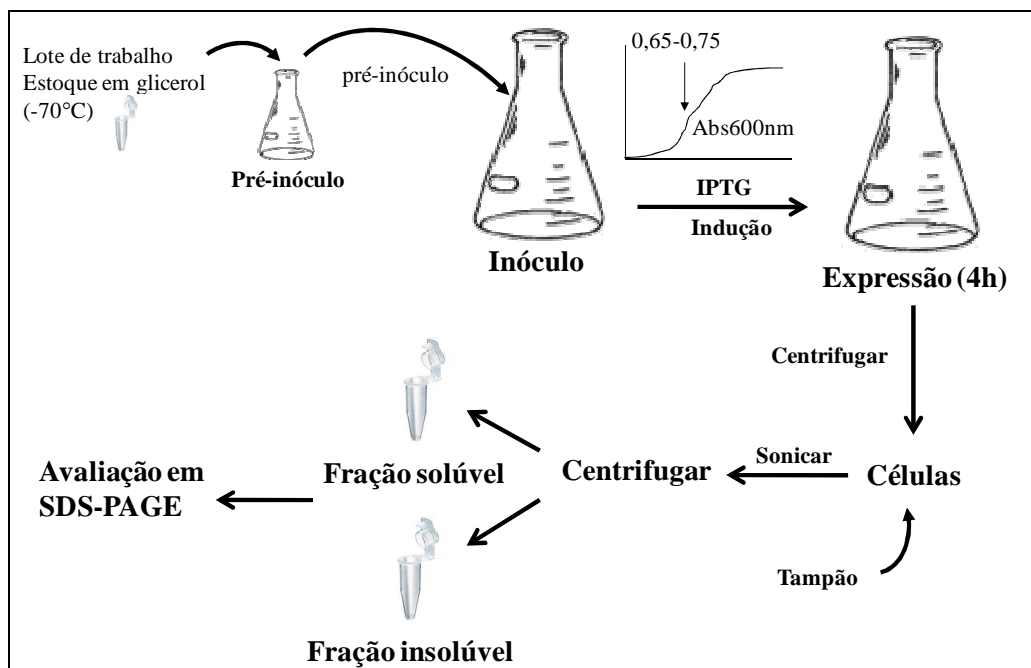 Lote de trabalho
Estoque em glicerol
(-70°C)
Pré-inóculo
pré-inóculo
Inóculo
0,65-0,75
Abs600nm
IPTG
Indução
Expressão (4h)
Centrifugar
Células
Tampão
Sonicar
Centrifugar
Fração solúvel
Fração insolúvel
Avaliação em
SDS-PAGE